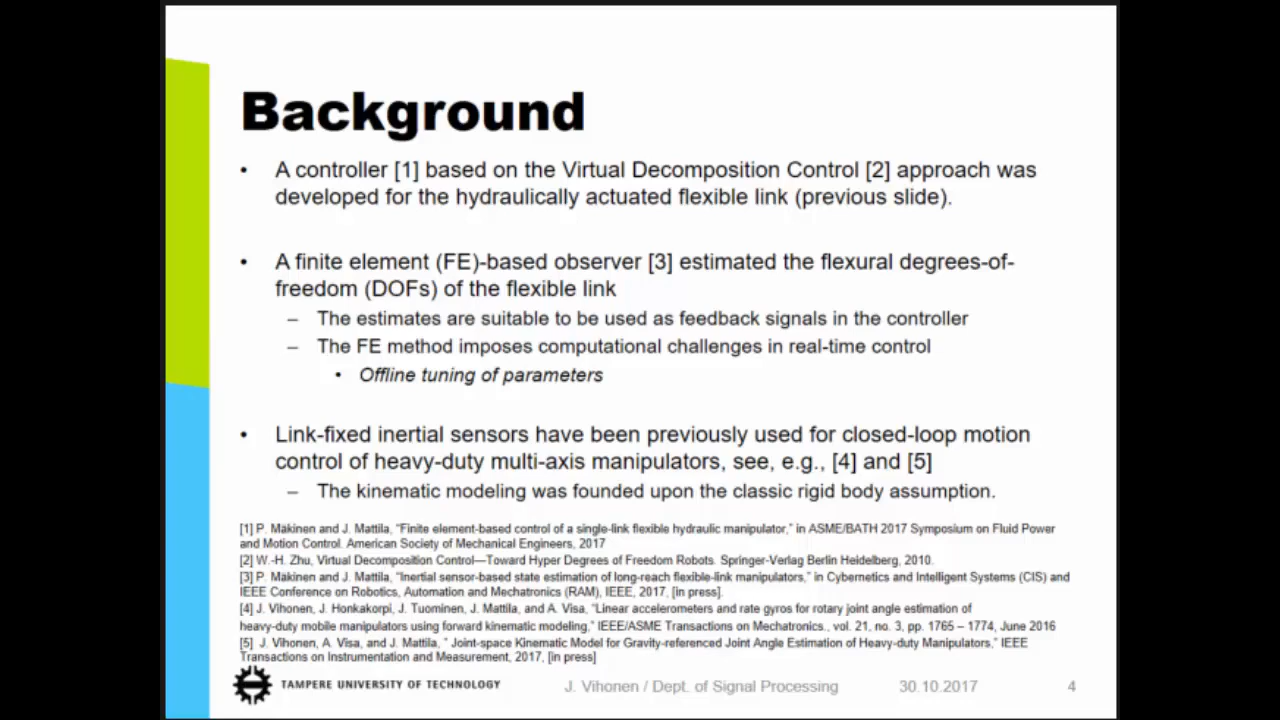 Background
• A controller [1] based on the Virtual Decomposition Control [2] approach was
developed for the hydraulically actuated flexible link (previous slide).
• A finite element (FE)-based observer [3] estimated the flexural degrees-of-
freedom (DOFs) of the flexible link
– The estimates are suitable to be used as feedback signals in the controller
– The FE method imposes computational challenges in real-time control
• Offline tuning of parameters
• Link-fixed inertial sensors have been previously used for closed-loop motion
control of heavy-duty multi-axis manipulators, see, e.g., [4] and [5]
– The kinematic modeling was founded upon the classic rigid body assumption.
[1] P. Mäkinen and J. Mattila, “Finite element-based control of a single-link flexible hydraulic manipulator,” in ASME/BATH 2017 Symposium on Fluid Power
and Motion Control. American Society of Mechanical Engineers, 2017
[2] W.-H. Zhu, Virtual Decomposition Control—Toward Hyper Degrees of Freedom Robots. Springer-Verlag Berlin Heidelberg, 2010.
[3] P. Mäkinen and J. Mattila, “Inertial sensor-based state estimation of long-reach flexible-link manipulators,” in Cybernetics and Intelligent Systems (CIS) and
IEEE Conference on Robotics, Automation and Mechatronics (RAM), IEEE, 2017, [in press].
[4] J. Vihonen, J. Honkakorpi, J. Tuominen, J. Mattila, and A. Visa, “Linear accelerometers and rate gyros for rotary joint angle estimation of
heavy-duty mobile manipulators using forward kinematic modeling,” IEEE/ASME Transactions on Mechatronics., vol. 21, no. 3, pp. 1765 – 1774, June 2016
[5] J. Vihonen, A. Visa, and J. Mattila, ” Joint-space Kinematic Model for Gravity-referenced Joint Angle Estimation of Heavy-duty Manipulators,” IEEE
Transactions on Instrumentation and Measurement, 2017, [in press]
TAMPERE UNIVERSITY OF TECHNOLOGY J. Vihonen / Dept. of Signal Processing 30.10.2017 4